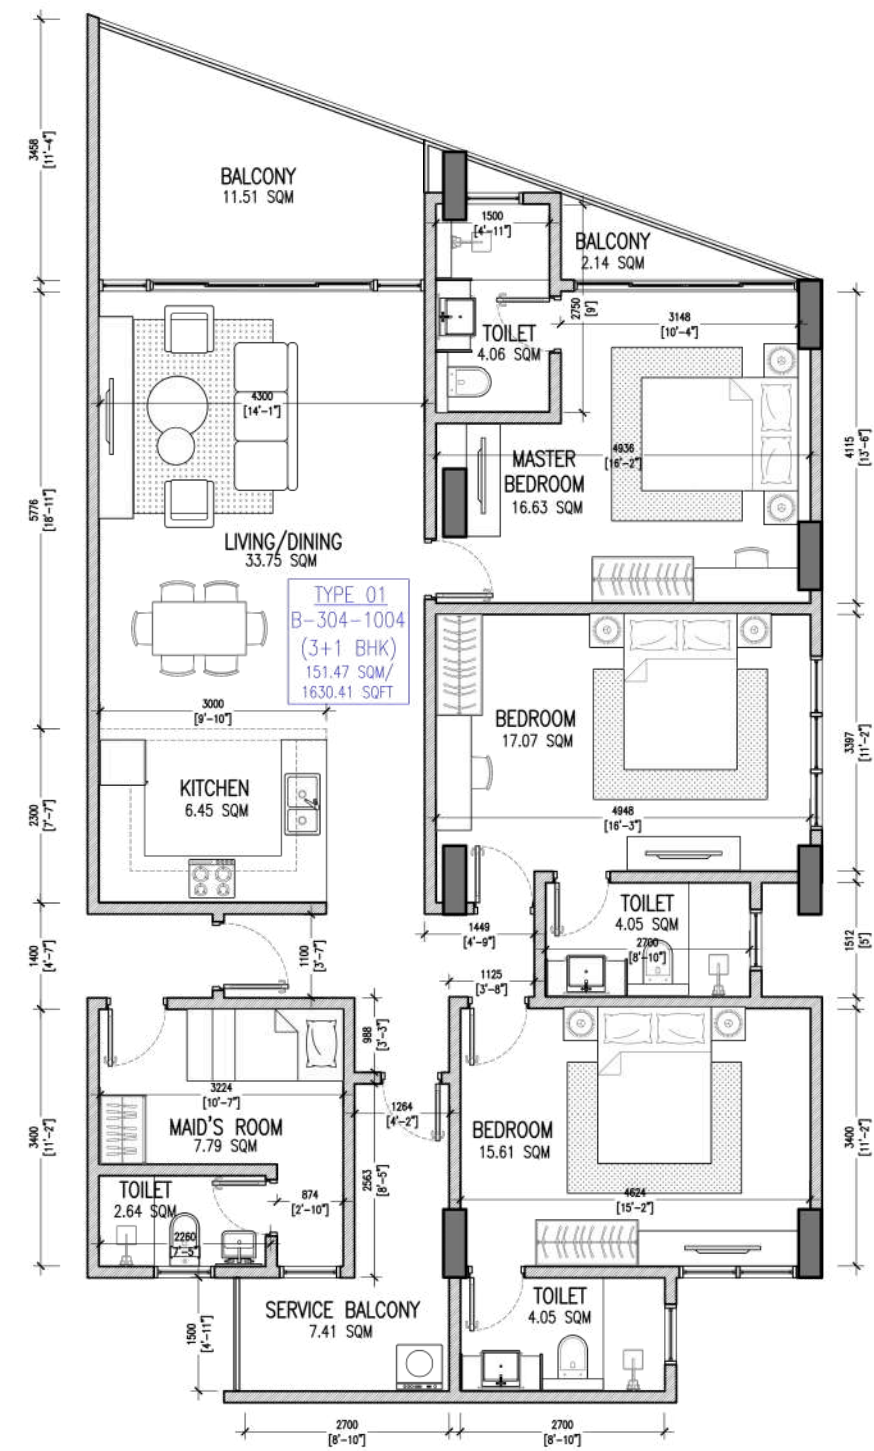 3458
[11'-4"]
BALCONY
11.51 SQM
1500
[4'-11"]
BALCONY
2.14 SQM
2750
[9']
TOILET
4.06 SQM
3148
[10'-4"]
4300
[14'-1"]
4936
[16'-2"]
4115
[13'-6"]
MASTER
BEDROOM
16.63 SQM
5776
[18'-11"]
LIVING/DINING
33.75 SQM
TYPE 01
B-304-1004
(3+1 BHK)
151.47 SQM/
1630.41 SQFT
3000
[9'-10"]
BEDROOM
17.07 SQM
3397
[11'-2"]
2300
[7'-7"]
KITCHEN
6.45 SQM
4948
[16'-3"]
TOILET
4.05 SQM
2700
[8'-10"]
1512
[5']
1400
[4'-7"]
1100
[3'-7"]
1449
[4'-9"]
1125
[3'-8"]
988
[3'-3"]
3224
[10'-7"]
1264
[4'-2"]
MAID'S ROOM
7.79 SQM
BEDROOM
15.61 SQM
3400
[11'-2"]
3400
[11'-2"]
2563
[8'-5"]
TOILET
2.64 SQM
874
[2'-10"]
4624
[15'-2"]
2260
[7'-5"]
SERVICE BALCONY
7.41 SQM
TOILET
4.05 SQM
1500
[4'-11"]
2700
[8'-10"]
2700
[8'-10"]